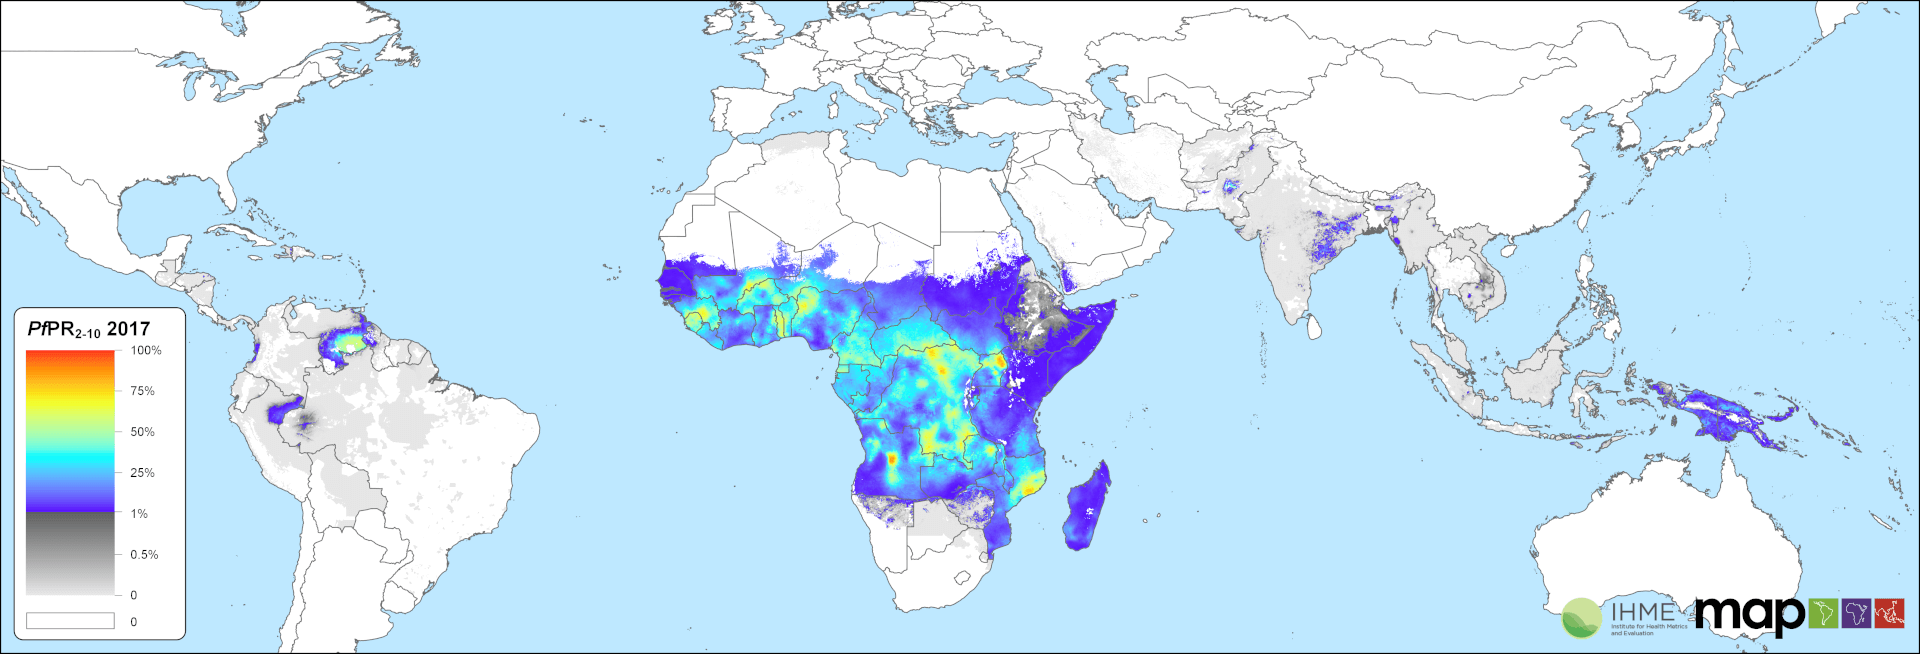 PfPR2-10 2017
100%
75%
50%
25%
1%
0.5%
0
0
IHME
Institute for Health Metrics
and Evaluation
map